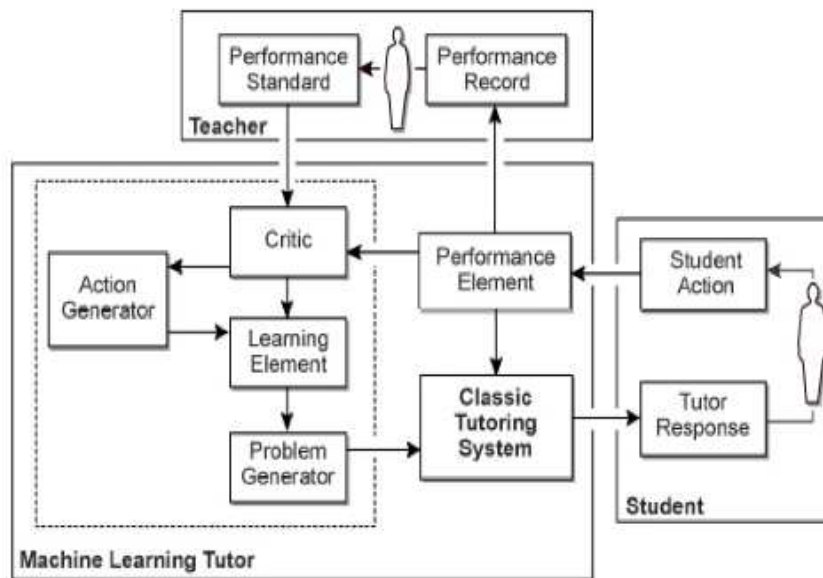 Performance
Standard
Performance
Record
Teacher
Critic
Performance
Element
Student
Action
Action
Generator
Learning
Element
Classic
Tutoring
System
Tutor
Response
Problem
Generator
Student
Machine Learning Tutor